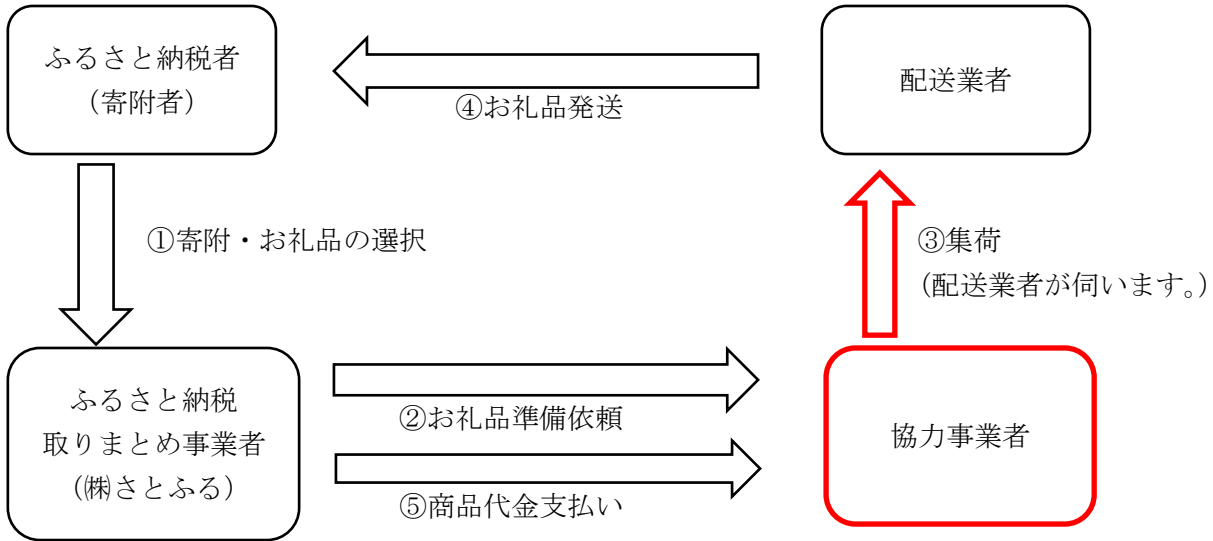 ふるさと納税者
（寄附者）
配送業者
④お礼品発送
①寄附・お礼品の選択
③集荷
（配送業者が伺います。）
ふるさと納税
取りまとめ事業者
（㈱さとふる）
②お礼品準備依頼
⑤商品代金支払い
協力事業者